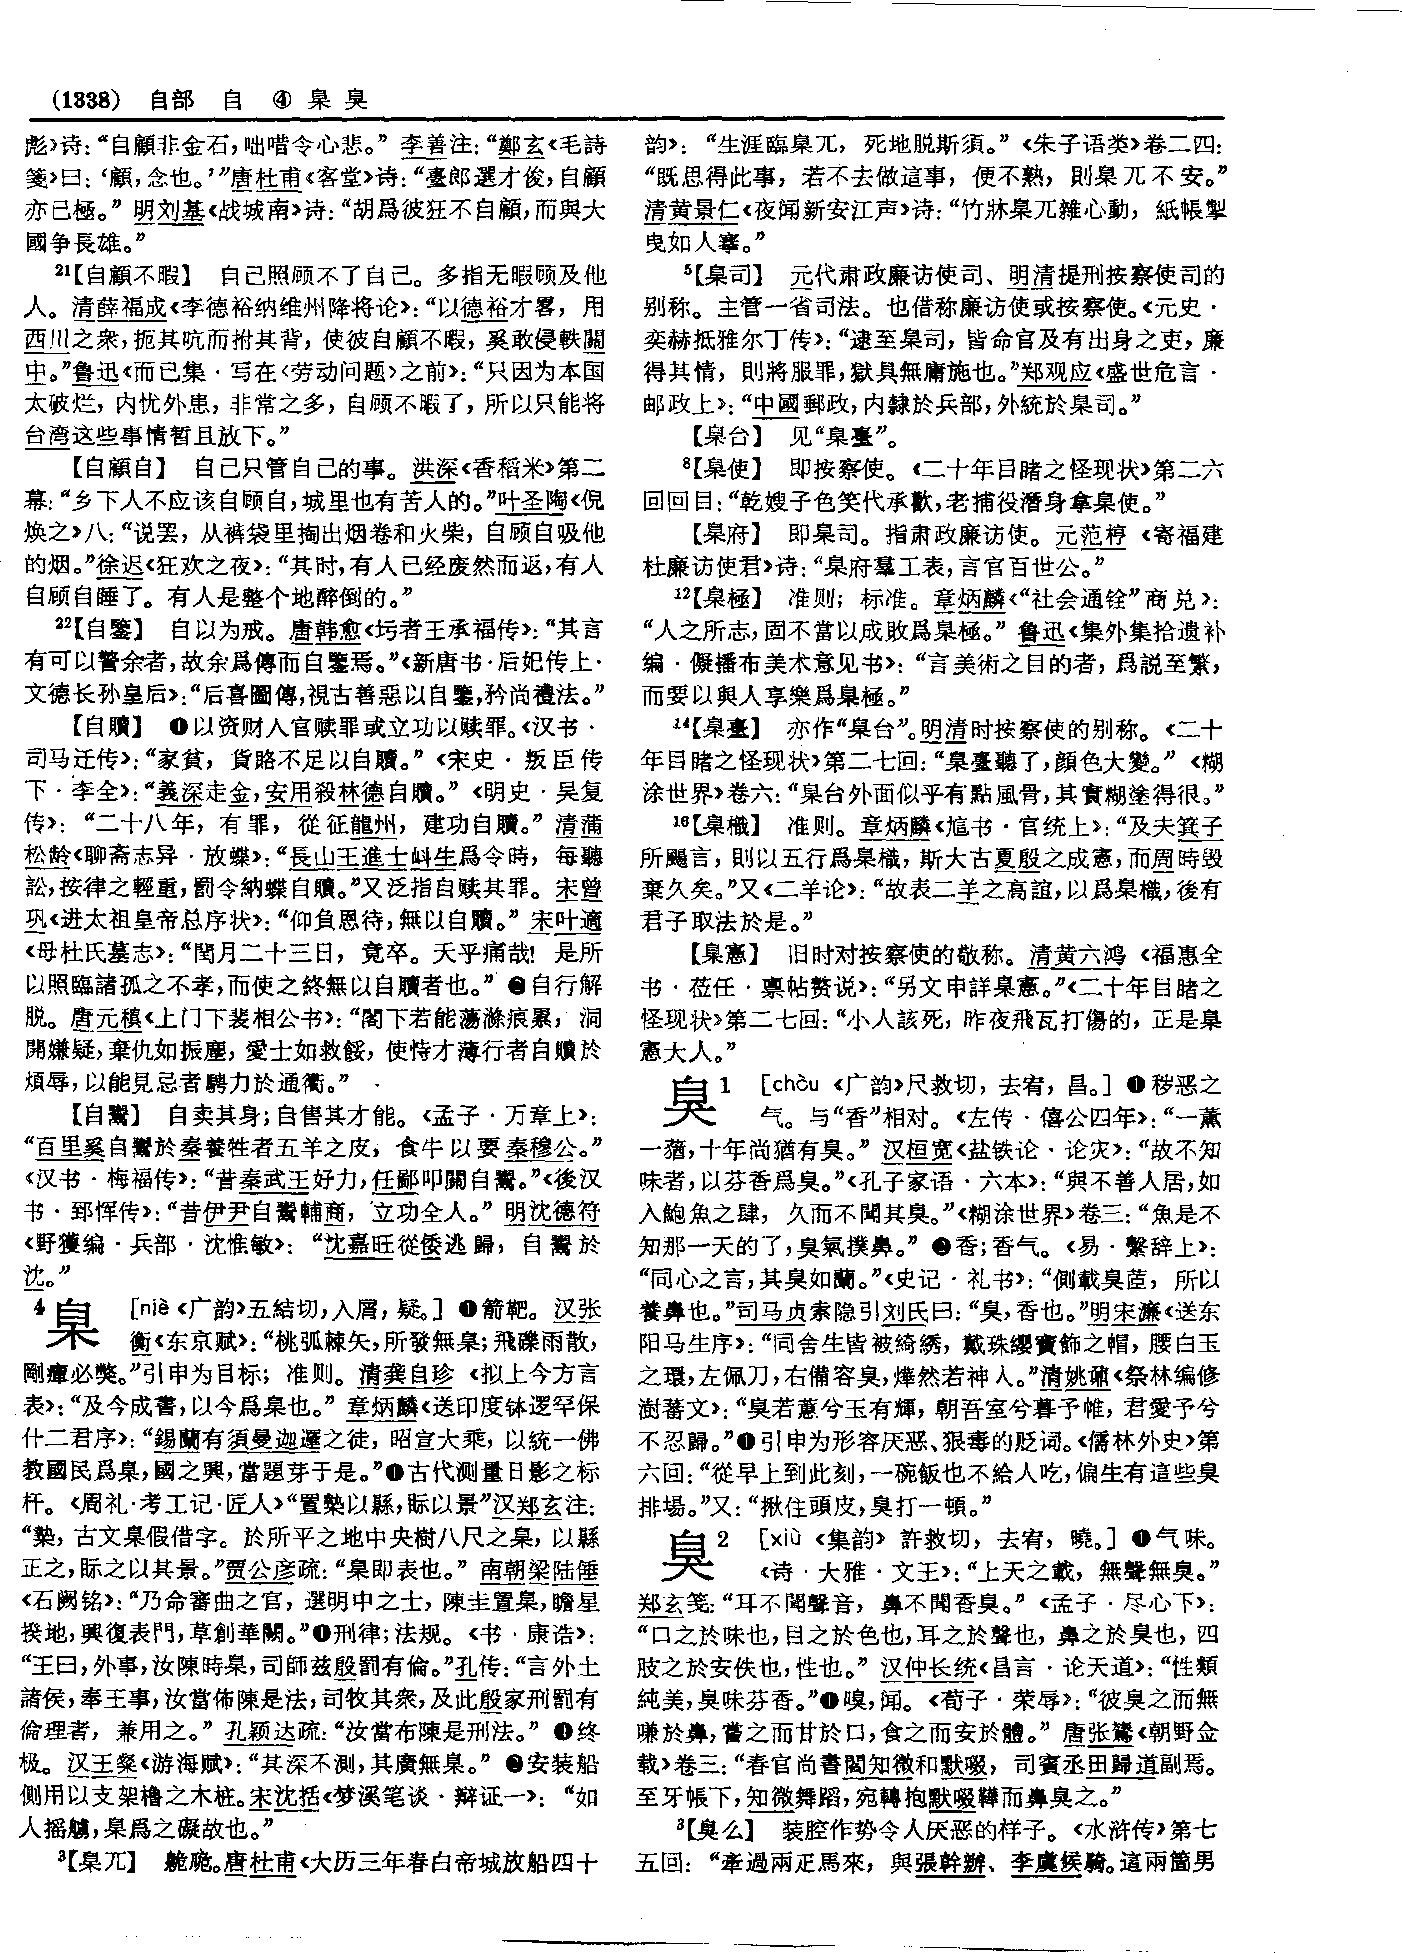 (1338) 自部 自 ④ 臬 臭
彪》诗：“自顧非金石，咄唶令心悲。”李善注：“鄭玄《毛詩
箋》曰：‘顧，念也。’”唐杜甫《客堂》诗：“臺郎選才俊，自顧
亦已極。”明刘基《战城南》诗：“胡爲彼狂不自顧，而與大
國争長雄。”
²¹【自顧不暇】 自己照顾不了自己。多指无暇顾及他
人。清薛福成《李德裕纳维州降将论》：“以德裕才畧，用
西川之衆，扼其吭而拊其背，使彼自顧不暇，奚敢侵軼關
中。”鲁迅《而已集·写在〈劳动问题〉之前》：“只因为本国
太破烂，内忧外患，非常之多，自顾不暇了，所以只能将
台湾这些事情暂且放下。”
【自顧自】 自己只管自己的事。洪深《香稻米》第二
幕：“乡下人不应该自顾自，城里也有苦人的。”叶圣陶《倪
焕之》八：“说罢，从裤袋里掏出烟卷和火柴，自顾自吸他
的烟。”徐迟《狂欢之夜》：“其时，有人已经废然而返，有人
自顾自睡了。有人是整个地醉倒的。”
²²【自鑒】 自以为戒。唐韩愈《圬者王承福传》：“其言
有可以警余者，故余爲傳而自鑒焉。”《新唐书·后妃传上·
文德长孙皇后》：“后喜圖傳，視古善惡以自鑒，矜尚禮法。”
【自贖】 ❶以资财入官赎罪或立功以赎罪。《汉书·
司马迁传》：“家貧，貨賂不足以自贖。”《宋史·叛臣传
下·李全》：“義深走金，安用殺林德自贖。”《明史·吴复
传》：“二十八年，有罪，從征龍州，建功自贖。”清蒲
松龄《聊斋志异·放蝶》：“長山王進士㞳生爲令時，每聽
訟，按律之輕重，罰令納蝶自贖。”又泛指自赎其罪。宋曾
巩《进太祖皇帝总序状》：“仰負恩待，無以自贖。”宋叶適
《母杜氏墓志》：“閏月二十三日，竟卒。天乎痛哉！是所
以照臨諸孤之不孝，而使之終無以自贖者也。”❷自行解
脱。唐元稹《上门下裴相公书》：“閣下若能蕩滌痕累，洞
開嫌疑，棄仇如振塵，愛士如救餒，使恃才薄行者自贖於
煩辱，以能見忌者騁力於通衢。”
【自鬻】 自卖其身；自售其才能。《孟子·万章上》：
“百里奚自鬻於秦養牲者五羊之皮，食牛以要秦穆公。”
《汉书·梅福传》：“昔秦武王好力，任鄙叩關自鬻。”《後汉
书·郅恽传》：“昔伊尹自鬻輔商，立功全人。”明沈德符
《野獲编·兵部·沈惟敏》：“沈嘉旺從倭逃歸，自鬻於
沈。”
⁴臬 [niè《广韵》五結切，入屑，疑。] ❶箭靶。汉张
衡《东京赋》：“桃弧棘矢，所發無臬；飛礫雨散，
剛癉必斃。”引申为目标；准则。清龚自珍《拟上今方言
表》：“及今成書，以今爲臬也。”章炳麟《送印度钵逻罕保
什二君序》：“錫蘭有須曼迦邏之徒，昭宣大乘，以統一佛
教國民爲臬，國之興，當題芽于是。”❷古代测量日影之标
杆。《周礼·考工记·匠人》“置槷以縣，眎以景”汉郑玄注：
“槷，古文臬假借字。於所平之地中央樹八尺之臬，以縣
正之，眎之以其景。”贾公彦疏：“臬即表也。”南朝梁陆倕
《石阙铭》：“乃命審曲之官，選明中之士，陳圭置臬，瞻星
揆地，興復表門，草創華闕。”❸刑律；法规。《书·康诰》：
“王曰，外事，汝陳時臬，司師兹殷罰有倫。”孔传：“言外土
諸侯，奉王事，汝當佈陳是法，司牧其衆，及此殷家刑罰有
倫理者，兼用之。”孔颖达疏：“汝當布陳是刑法。”❹终
极。汉王粲《游海赋》：“其深不測，其廣無臬。”❺安装船
侧用以支架橹之木桩。宋沈括《梦溪笔谈·辩证一》：“如
人摇艣，臬爲之礙故也。”
³【臬兀】 𡰈𡰐。唐杜甫《大历三年春白帝城放船四十
韵》：“生涯臨臬兀，死地脱斯須。”《朱子语类》卷二四：
“既思得此事，若不去做這事，便不熟，則臬兀不安。”
清黄景仁《夜闻新安江声》诗：“竹牀臬兀雜心動，紙帳掣
曳如人搴。”
⁵【臬司】 元代肃政廉访使司、明清提刑按察使司的
别称。主管一省司法。也借称廉访使或按察使。《元史·
奕赫抵雅尔丁传》：“逮至臬司，皆命官及有出身之吏，廉
得其情，則將服罪，獄具無庸施也。”郑观应《盛世危言·
邮政上》：“中國郵政，内隸於兵部，外統於臬司。”
【臬台】 见“臬臺”。
⁸【臬使】 即按察使。《二十年目睹之怪现状》第二六
回回目：“乾嫂子色笑代承歡，老捕役潛身拿臬使。”
【臬府】 即臬司。指肃政廉访使。元范梈《寄福建
杜廉访使君》诗：“臬府羣工表，言官百世公。”
¹²【臬極】 准则；标准。章炳麟《“社会通铨”商兑》：
“人之所志，固不當以成敗爲臬極。”鲁迅《集外集拾遗补
编·儗播布美术意见书》：“言美術之目的者，爲説至繁，
而要以與人享樂爲臬極。”
¹⁴【臬臺】 亦作“臬台”。明清时按察使的别称。《二十
年目睹之怪现状》第二七回：“臬臺聽了，顔色大變。”《糊
涂世界》卷六：“臬台外面似乎有點風骨，其實糊塗得很。”
¹⁶【臬樴】 准则。章炳麟《訄书·官统上》：“及夫箕子
所颺言，則以五行爲臬樴，斯大古夏殷之成憲，而周時毁
棄久矣。”又《二羊论》：“故表二羊之高誼，以爲臬樴，後有
君子取法於是。”
【臬憲】 旧时对按察使的敬称。清黄六鸿《福惠全
书·莅任·禀帖赘说》：“另文申詳臬憲。”《二十年目睹之
怪现状》第二七回：“小人該死，昨夜飛瓦打傷的，正是臬
憲大人。”
臭¹ [chòu《广韵》尺救切，去宥，昌。] ❶秽恶之
气。与“香”相对。《左传·僖公四年》：“一薰
一蕕，十年尚猶有臭。”汉桓宽《盐铁论·论灾》：“故不知
味者，以芬香爲臭。”《孔子家语·六本》：“與不善人居，如
入鮑魚之肆，久而不聞其臭。”《糊涂世界》卷三：“魚是不
知那一天的了，臭氣撲鼻。”❷香；香气。《易·繫辞上》：
“同心之言，其臭如蘭。”《史记·礼书》：“側載臭茝，所以
養鼻也。”司马贞索隐引刘氏曰：“臭，香也。”明宋濂《送东
阳马生序》：“同舍生皆被綺綉，戴珠纓寶飾之帽，腰白玉
之環，左佩刀，右備容臭，燁然若神人。”清姚鼐《祭林编修
澍蕃文》：“臭若蕙兮玉有輝，朝吾室兮暮予帷，君愛予兮
不忍歸。”❸引申为形容厌恶、狠毒的贬词。《儒林外史》第
六回：“從早上到此刻，一碗飯也不給人吃，偏生有這些臭
排場。”又：“揪住頭皮，臭打一頓。”
臭² [xiù《集韵》許救切，去宥，曉。] ❶气味。
《诗·大雅·文王》：“上天之載，無聲無臭。”
郑玄笺：“耳不聞聲音，鼻不聞香臭。”《孟子·尽心下》：
“口之於味也，目之於色也，耳之於聲也，鼻之於臭也，四
肢之於安佚也，性也。”汉仲长统《昌言·论天道》：“性類
純美，臭味芬香。”❷嗅，闻。《荀子·荣辱》：“彼臭之而無
嗛於鼻，嘗之而甘於口，食之而安於體。”唐张鷟《朝野佥
载》卷三：“春官尚書閻知微和默啜，司賓丞田歸道副焉。
至牙帳下，知微舞蹈，宛轉抱默啜鞾而鼻臭之。”
³【臭么】 装腔作势令人厌恶的样子。《水浒传》第七
五回：“牽過兩疋馬來，與張幹辦、李虞候騎。這兩箇男